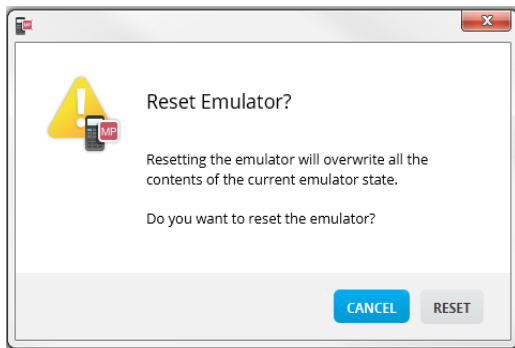 Reset Emulator?
MP
Resetting the emulator will overwrite all the
contents of the current emulator state.
Do you want to reset the emulator?
CANCEL
RESET